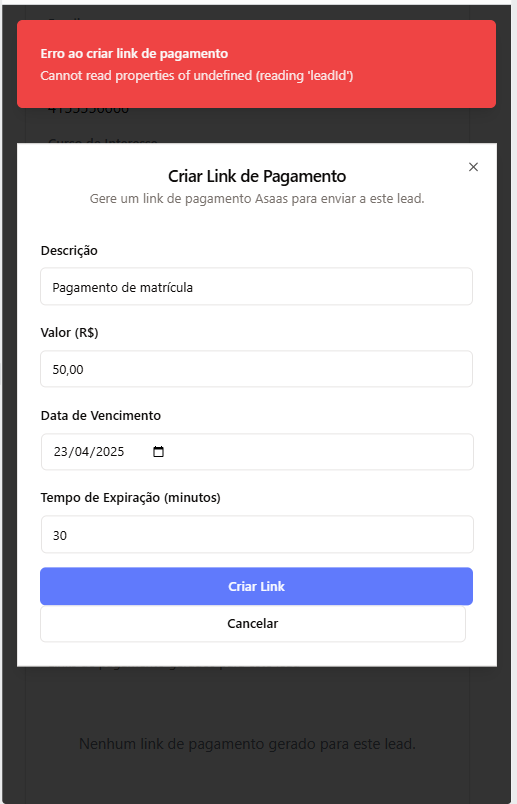 Erro ao criar link de pagamento
Cannot read properties of undefined (reading 'leadId')
Criar Link de Pagamento
Gere um link de pagamento Asaas para enviar a este lead.
Descrição
Pagamento de matrícula
Valor (R$)
50,00
Data de Vencimento
23/04/2025
Tempo de Expiração (minutos)
30
Criar Link
Cancelar
Nenhum link de pagamento gerado para este lead.